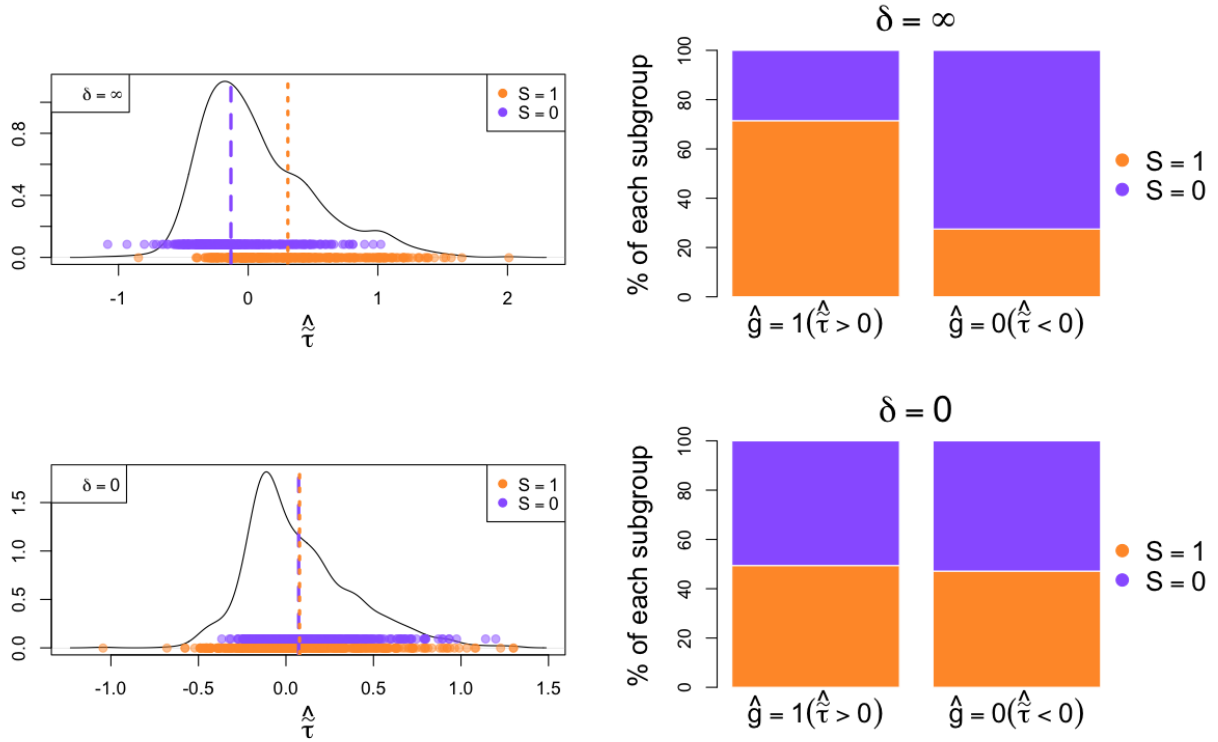 δ = ∞
S = 1
S = 0
0.0 0.4 0.8
-1 0 1 2
τ̃̂
δ = ∞
% of each subgroup
0 20 40 60 80 100
ĝ = 1(τ̃̂ > 0) ĝ = 0(τ̃̂ < 0)
S = 1
S = 0
δ = 0
S = 1
S = 0
0.0 0.5 1.0 1.5
-1.0 -0.5 0.0 0.5 1.0 1.5
τ̃̂
δ = 0
% of each subgroup
0 20 40 60 80 100
ĝ = 1(τ̃̂ > 0) ĝ = 0(τ̃̂ < 0)
S = 1
S = 0